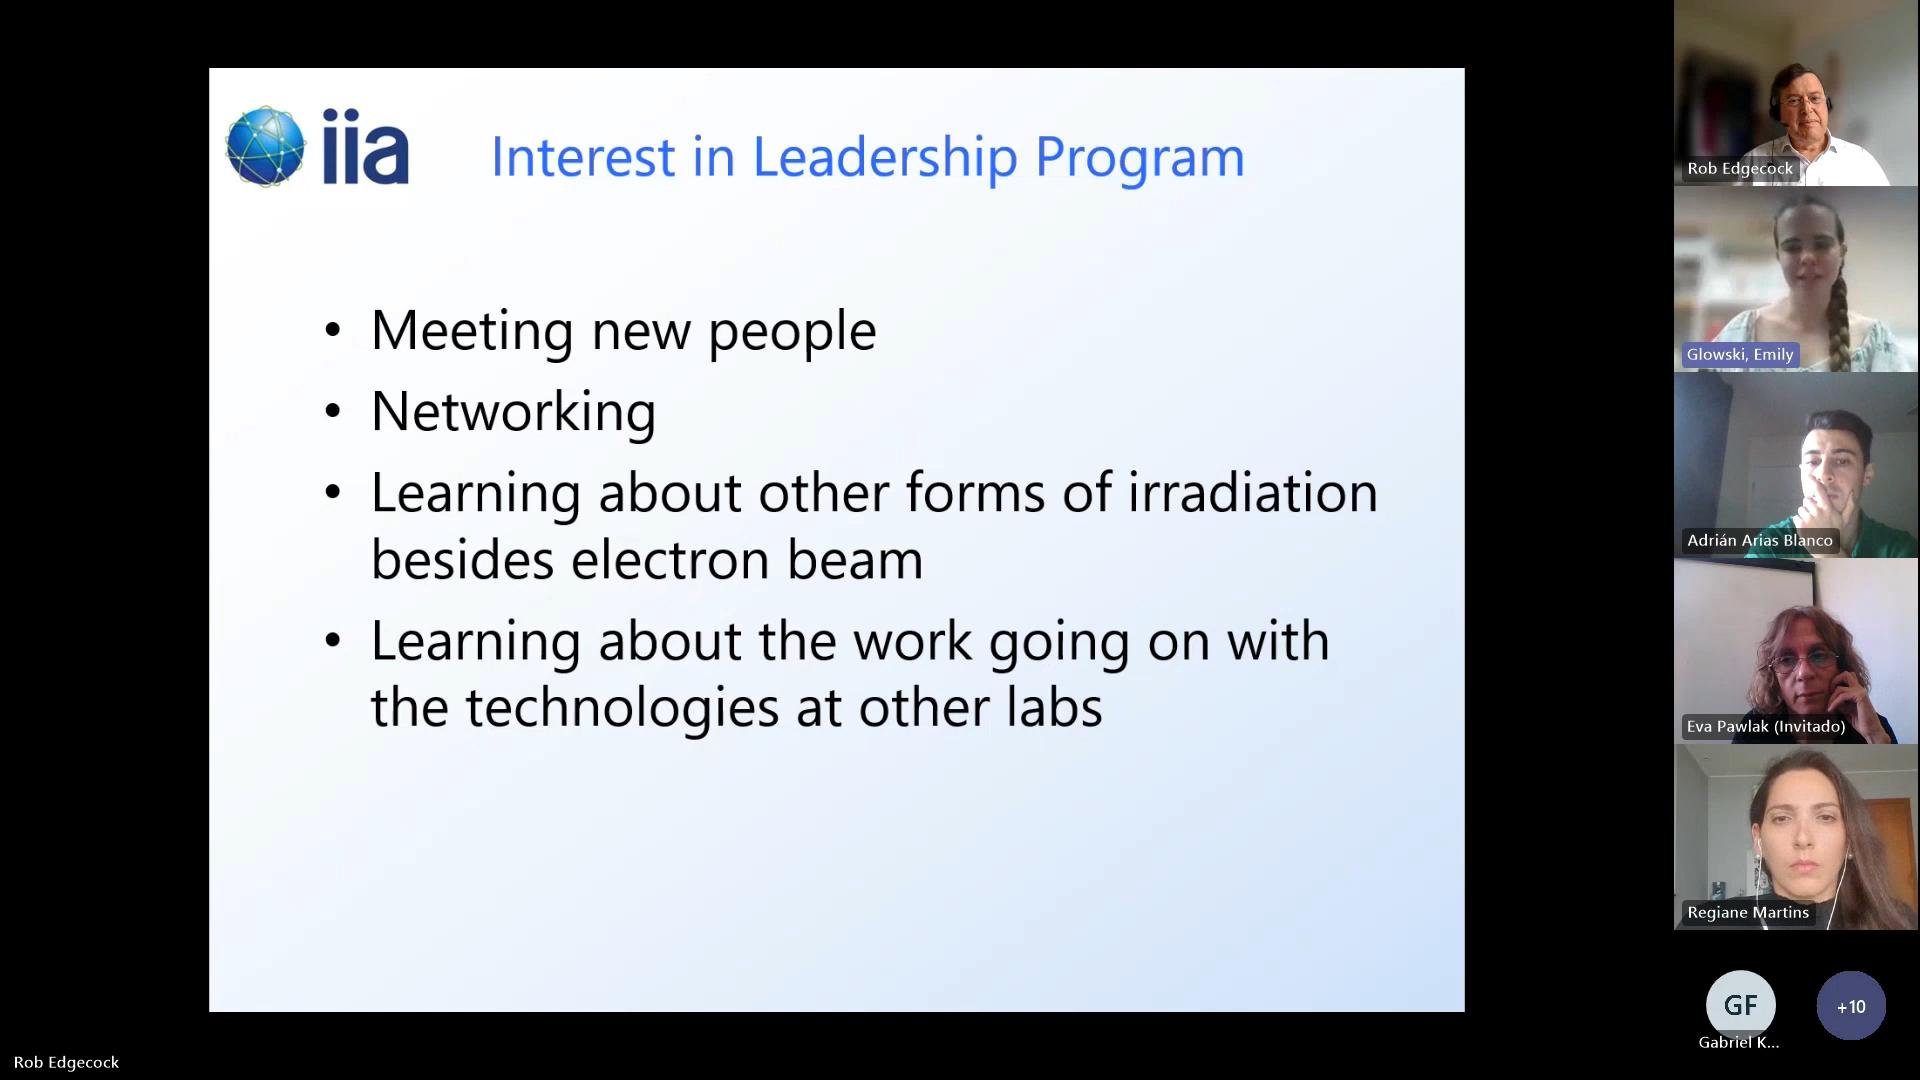 iia
Interest in Leadership Program
• Meeting new people
• Networking
• Learning about other forms of irradiation
besides electron beam
• Learning about the work going on with
the technologies at other labs
Rob Edgecock
Glowski, Emily
Adrián Arias Blanco
Eva Pawlak (Invitado)
Regiane Martins
GF
+10
Gabriel K...
Rob Edgecock